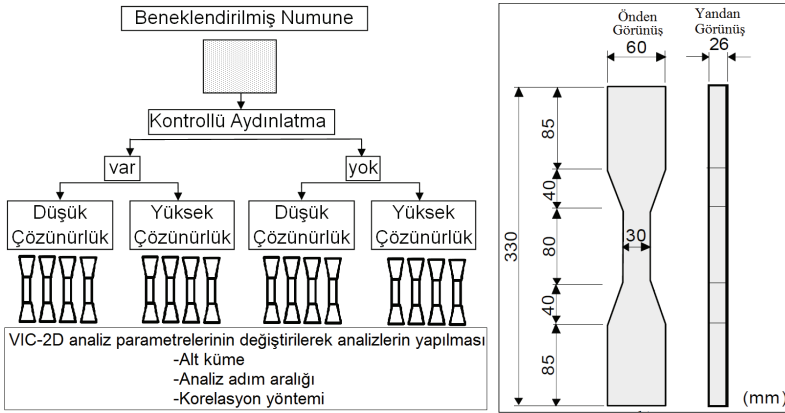 Beneklendirilmiş Numune
Kontrollü Aydınlatma
var
yok
Düşük
Çözünürlük
Yüksek
Çözünürlük
Düşük
Çözünürlük
Yüksek
Çözünürlük
VIC-2D analiz parametrelerinin değiştirilerek analizlerin yapılması
-Alt küme
-Analiz adım aralığı
-Korelasyon yöntemi
Önden
Görünüş
60
Yandan
Görünüş
26
330
85
40
80
40
85
30
(mm)